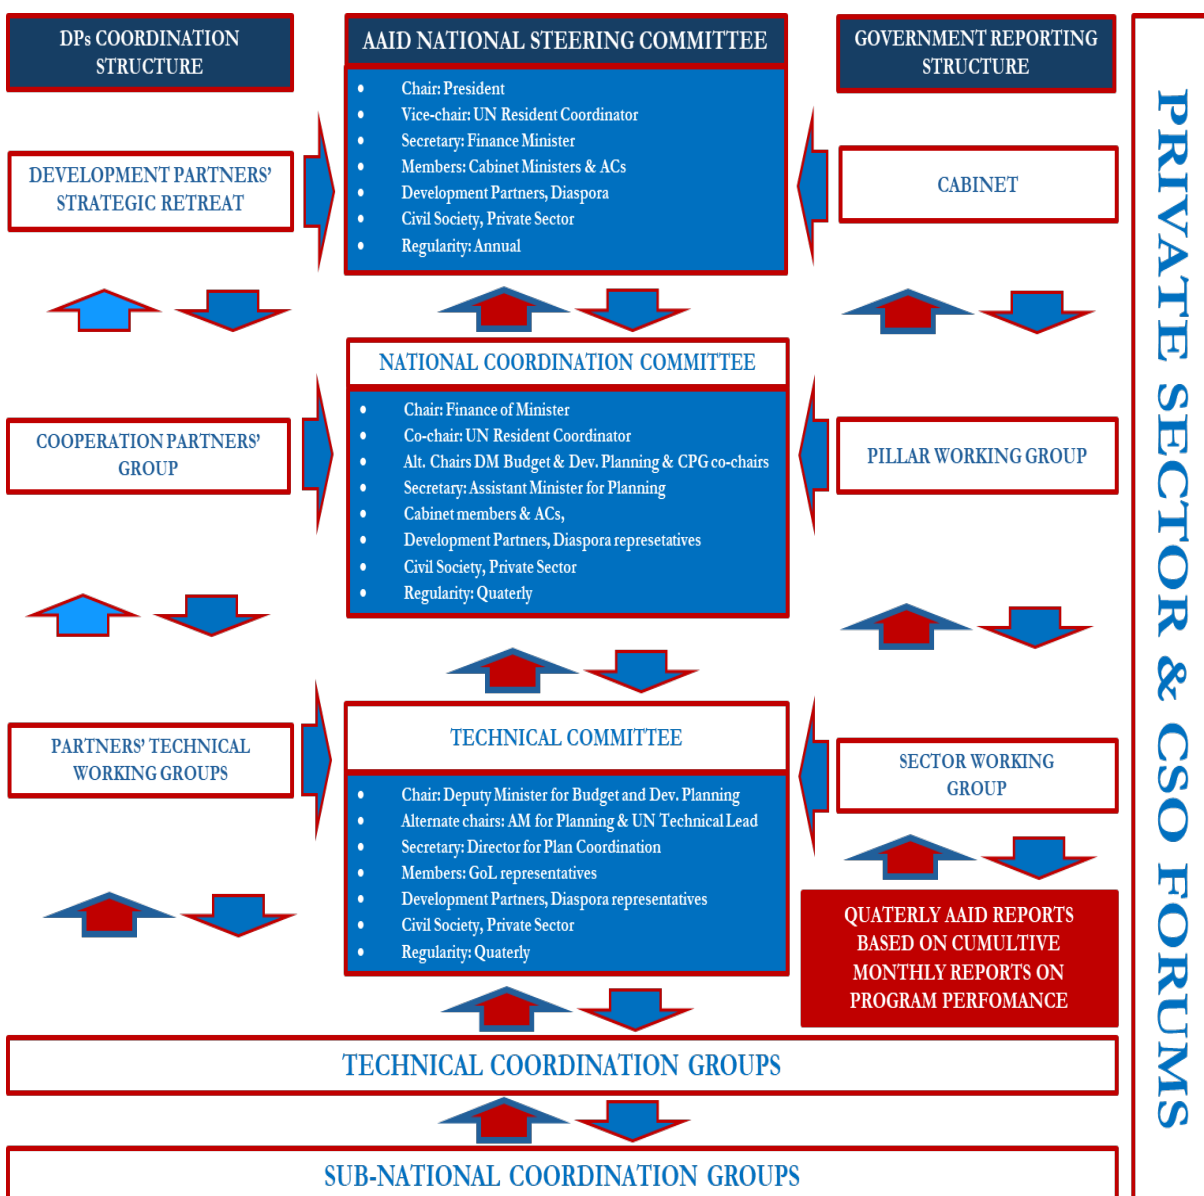 DPs COORDINATION
STRUCTURE
DEVELOPMENT PARTNERS'
STRATEGIC RETREAT
COOPERATION PARTNERS'
GROUP
PARTNERS' TECHNICAL
WORKING GROUPS
AAID NATIONAL STEERING COMMITTEE
• Chair: President
• Vice-chair: UN Resident Coordinator
• Secretary: Finance Minister
• Members: Cabinet Ministers & ACs
• Development Partners, Diaspora
• Civil Society, Private Sector
• Regularity: Annual
NATIONAL COORDINATION COMMITTEE
• Chair: Finance of Minister
• Co-chair: UN Resident Coordinator
• Alt. Chairs DM Budget & Dev. Planning & CPG co-chairs
• Secretary: Assistant Minister for Planning
• Cabinet members & ACs,
• Development Partners, Diaspora represetatives
• Civil Society, Private Sector
• Regularity: Quaterly
TECHNICAL COMMITTEE
• Chair: Deputy Minister for Budget and Dev. Planning
• Alternate chairs: AM for Planning & UN Technical Lead
• Secretary: Director for Plan Coordination
• Members: GoL representatives
• Development Partners, Diaspora representatives
• Civil Society, Private Sector
• Regularity: Quaterly
GOVERNMENT REPORTING
STRUCTURE
CABINET
PILLAR WORKING GROUP
SECTOR WORKING
GROUP
QUATERLY AAID REPORTS
BASED ON CUMULTIVE
MONTHLY REPORTS ON
PROGRAM PERFOMANCE
TECHNICAL COORDINATION GROUPS
SUB-NATIONAL COORDINATION GROUPS
PRIVATE SECTOR & CSO FORUMS